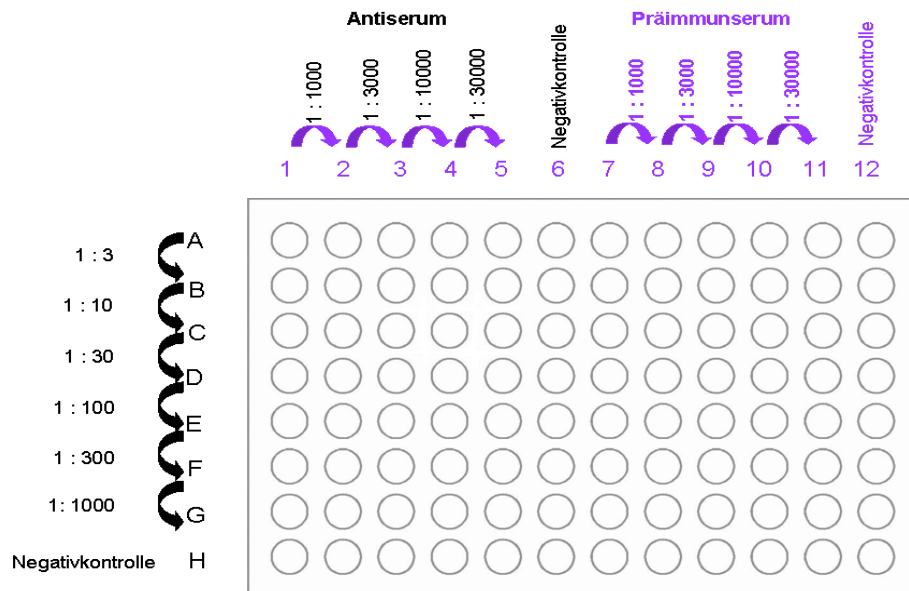 Antiserum Präimmunserum
1 : 1000 1 : 3000 1 : 10000 1 : 30000 Negativkontrolle 1 : 1000 1 : 3000 1 : 10000 1 : 30000 Negativkontrolle
1 2 3 4 5 6 7 8 9 10 11 12
A
1 : 3
B
1 : 10
C
1 : 30
D
1 : 100
E
1 : 300
F
1: 1000
G
Negativkontrolle H